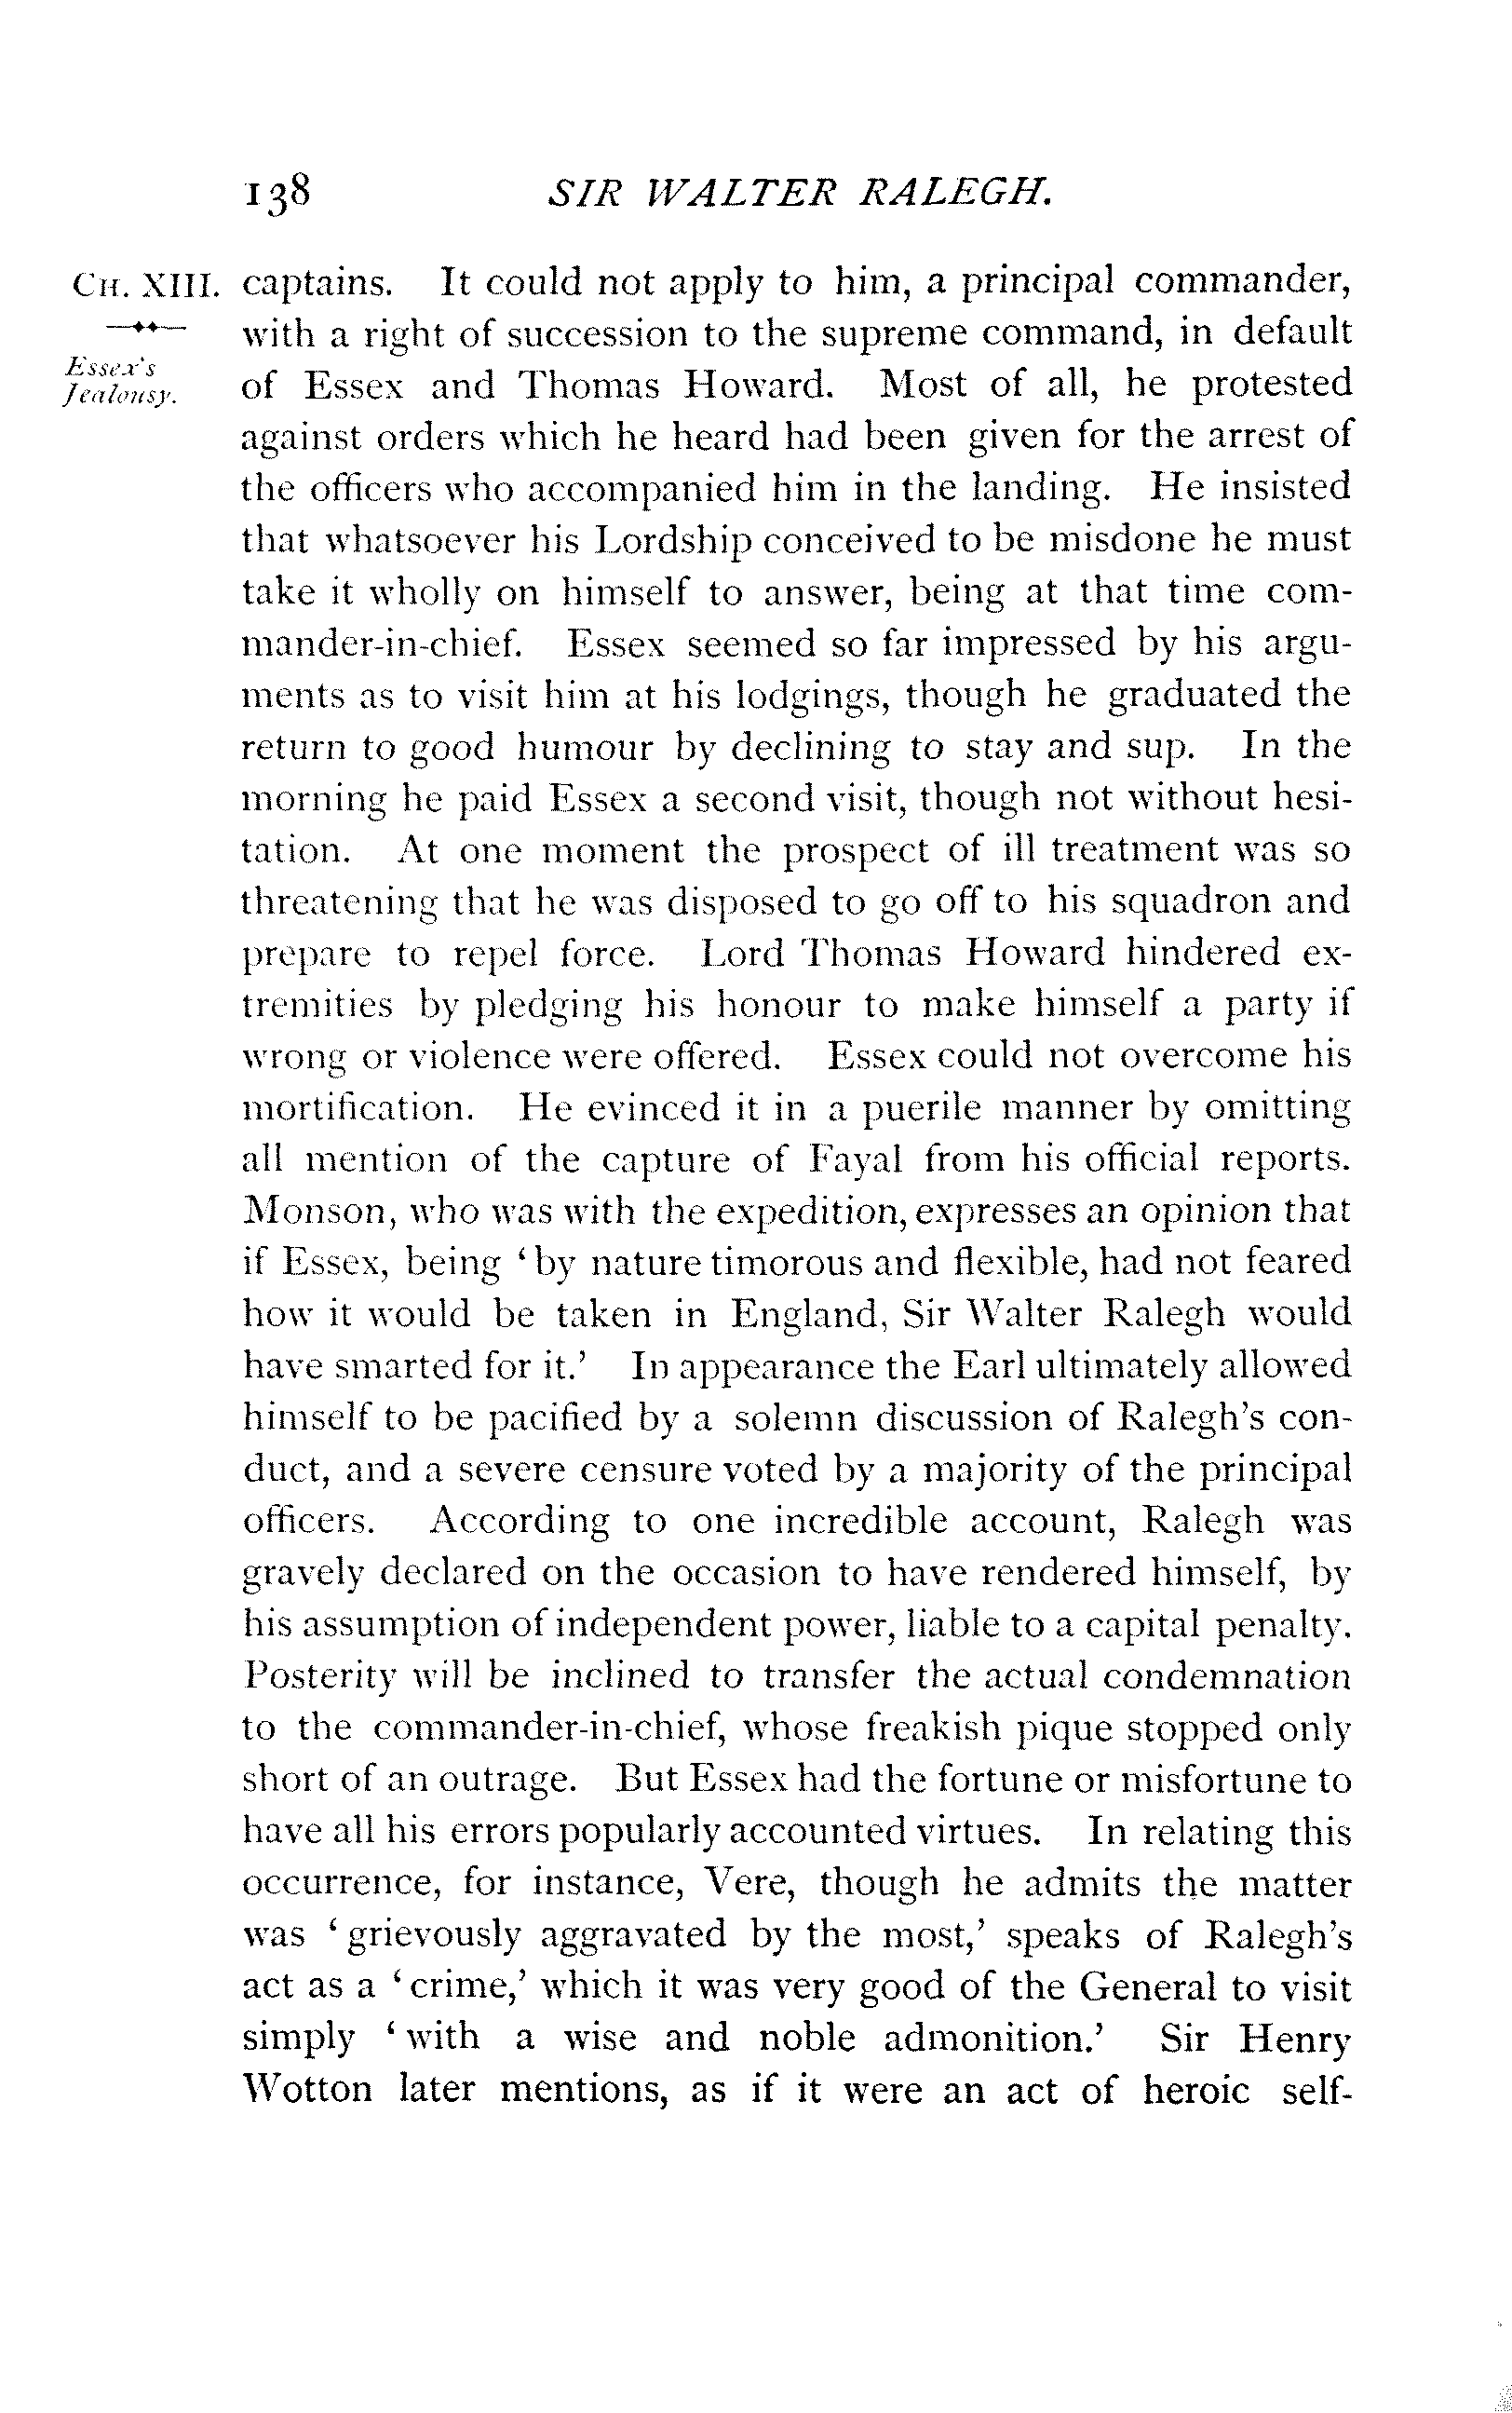 138 SIR WALTER RALEGH.
CH. XIII.
Essex's
Jealousy.
captains. It could not apply to him, a principal commander,
with a right of succession to the supreme command, in default
of Essex and Thomas Howard. Most of all, he protested
against orders which he heard had been given for the arrest of
the officers who accompanied him in the landing. He insisted
that whatsoever his Lordship conceived to be misdone he must
take it wholly on himself to answer, being at that time com-
mander-in-chief. Essex seemed so far impressed by his argu-
ments as to visit him at his lodgings, though he graduated the
return to good humour by declining to stay and sup. In the
morning he paid Essex a second visit, though not without hesi-
tation. At one moment the prospect of ill treatment was so
threatening that he was disposed to go off to his squadron and
prepare to repel force. Lord Thomas Howard hindered ex-
tremities by pledging his honour to make himself a party if
wrong or violence were offered. Essex could not overcome his
mortification. He evinced it in a puerile manner by omitting
all mention of the capture of Fayal from his official reports.
Monson, who was with the expedition, expresses an opinion that
if Essex, being ‘by nature timorous and flexible, had not feared
how it would be taken in England, Sir Walter Ralegh would
have smarted for it.’ In appearance the Earl ultimately allowed
himself to be pacified by a solemn discussion of Ralegh's con-
duct, and a severe censure voted by a majority of the principal
officers. According to one incredible account, Ralegh was
gravely declared on the occasion to have rendered himself, by
his assumption of independent power, liable to a capital penalty.
Posterity will be inclined to transfer the actual condemnation
to the commander-in-chief, whose freakish pique stopped only
short of an outrage. But Essex had the fortune or misfortune to
have all his errors popularly accounted virtues. In relating this
occurrence, for instance, Vere, though he admits the matter
was ‘grievously aggravated by the most,’ speaks of Ralegh's
act as a ‘crime,’ which it was very good of the General to visit
simply ‘with a wise and noble admonition.’ Sir Henry
Wotton later mentions, as if it were an act of heroic self-